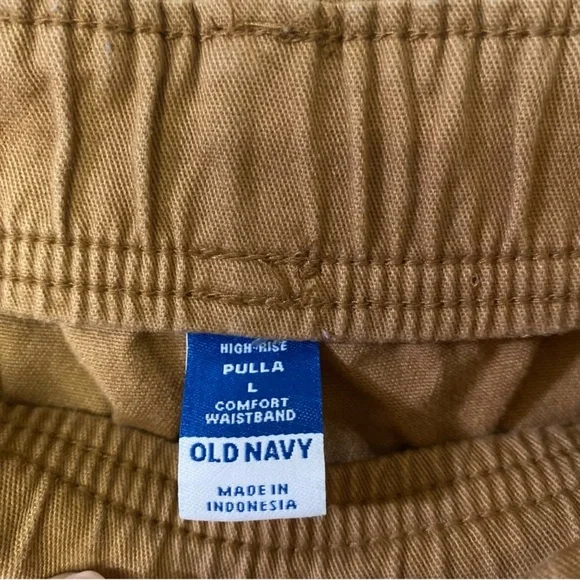 HIGH-RISE
PULLA
L
COMFORT
WAISTBAND
OLD NAVY
MADE IN
INDONESIA